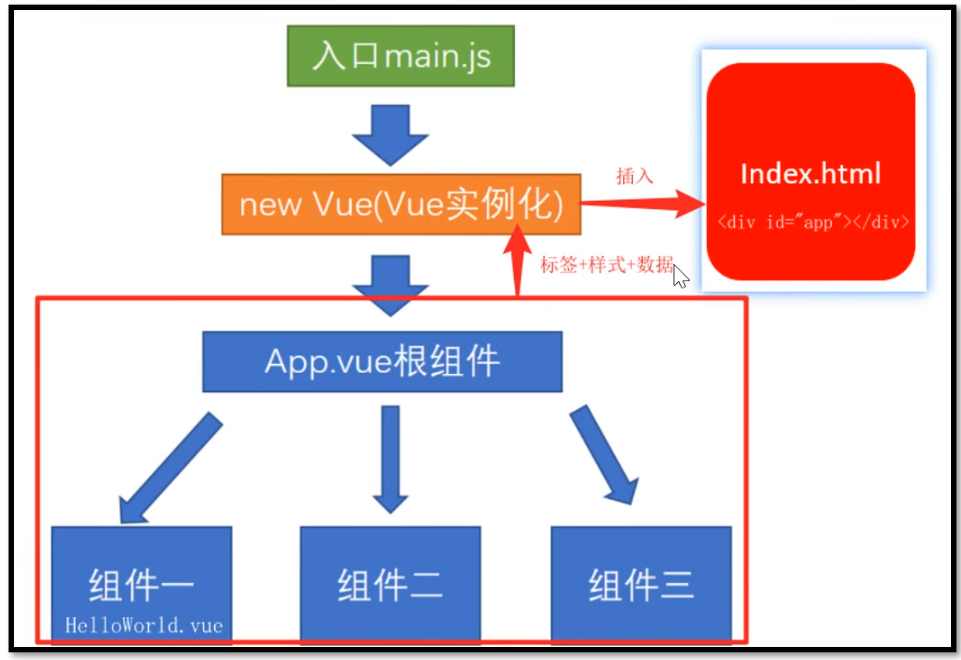 入口main.js
new Vue(Vue实例化)
插入
Index.html
<div id="app"></div>
标签+样式+数据
App.vue根组件
组件一
HelloWorld.vue
组件二
组件三